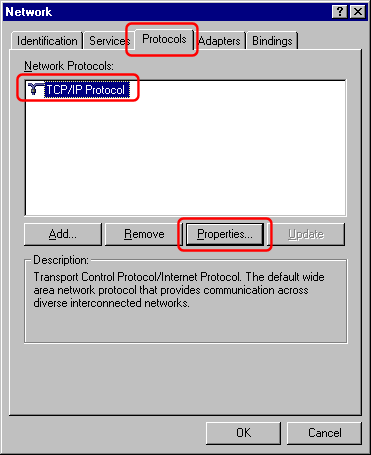 Network
Identification Services Protocols Adapters Bindings
Network Protocols:
TCP/IP Protocol
Add... Remove Properties... Update
Description:
Transport Control Protocol/Internet Protocol. The default wide
area network protocol that provides communication across
diverse interconnected networks.
OK Cancel